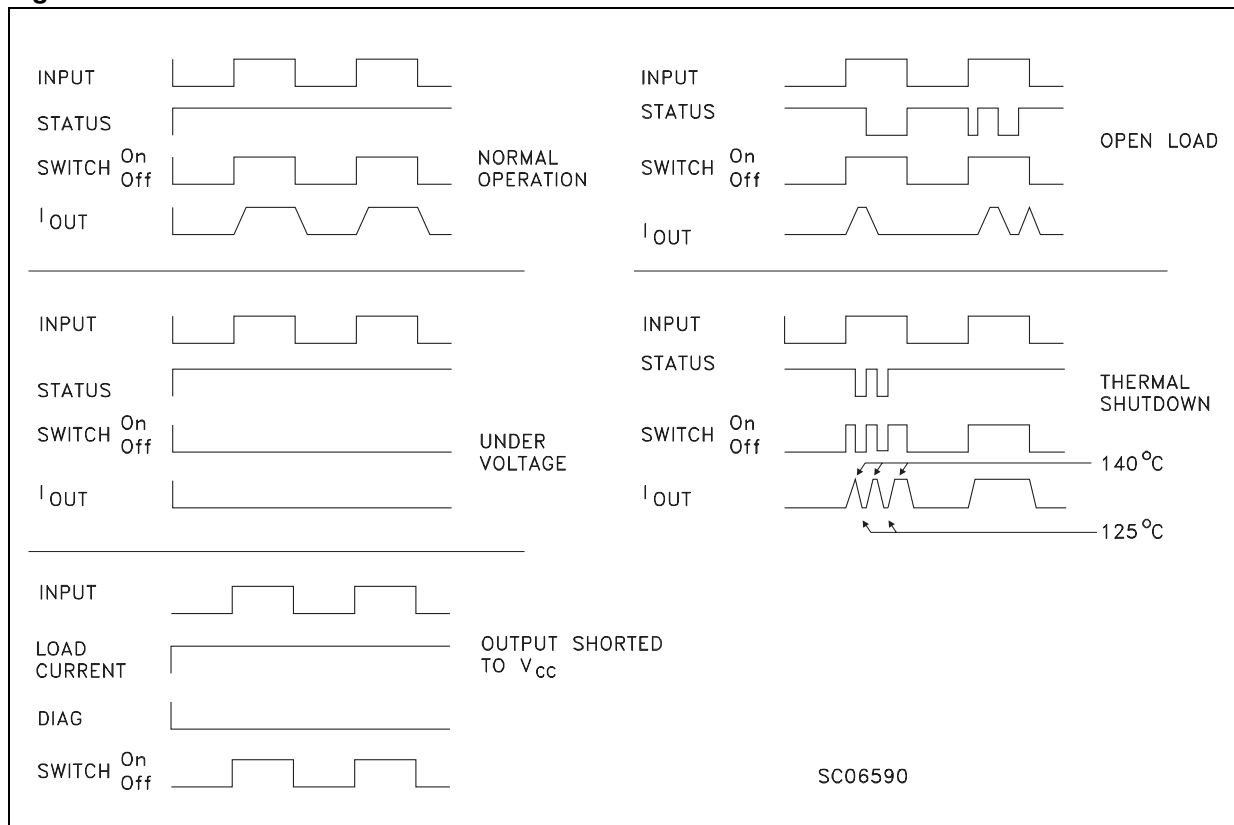 INPUT
STATUS
SWITCH On
Off
I OUT
NORMAL
OPERATION
INPUT
STATUS
SWITCH On
Off
I OUT
OPEN LOAD
INPUT
STATUS
SWITCH On
Off
I OUT
UNDER
VOLTAGE
INPUT
STATUS
SWITCH On
Off
I OUT
THERMAL
SHUTDOWN
140°C
125°C
INPUT
LOAD
CURRENT
DIAG
SWITCH On
Off
OUTPUT SHORTED
TO VCC
SC06590